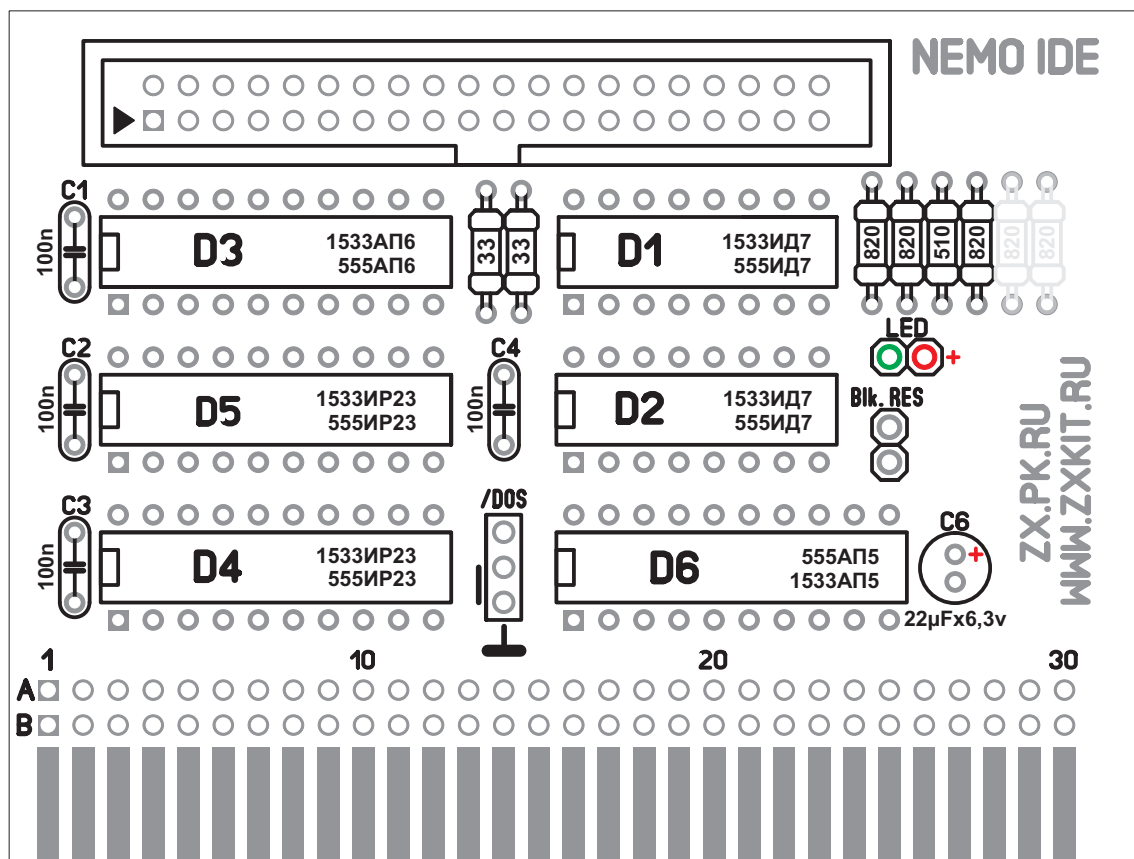 NEMO IDE
C1
100n
D3
1533АП6
555АП6
33
33
D1
1533ИД7
555ИД7
820
820
510
820
820
820
LED
+
C2
100n
D5
1533ИР23
555ИР23
C4
100n
D2
1533ИД7
555ИД7
Blk. RES
ZX.PK.RU
WWW.ZXKIT.RU
C3
100n
D4
1533ИР23
555ИР23
/DOS
D6
555АП5
1533АП5
C6
+
22µFx6,3v
1 10 20 30
A
B